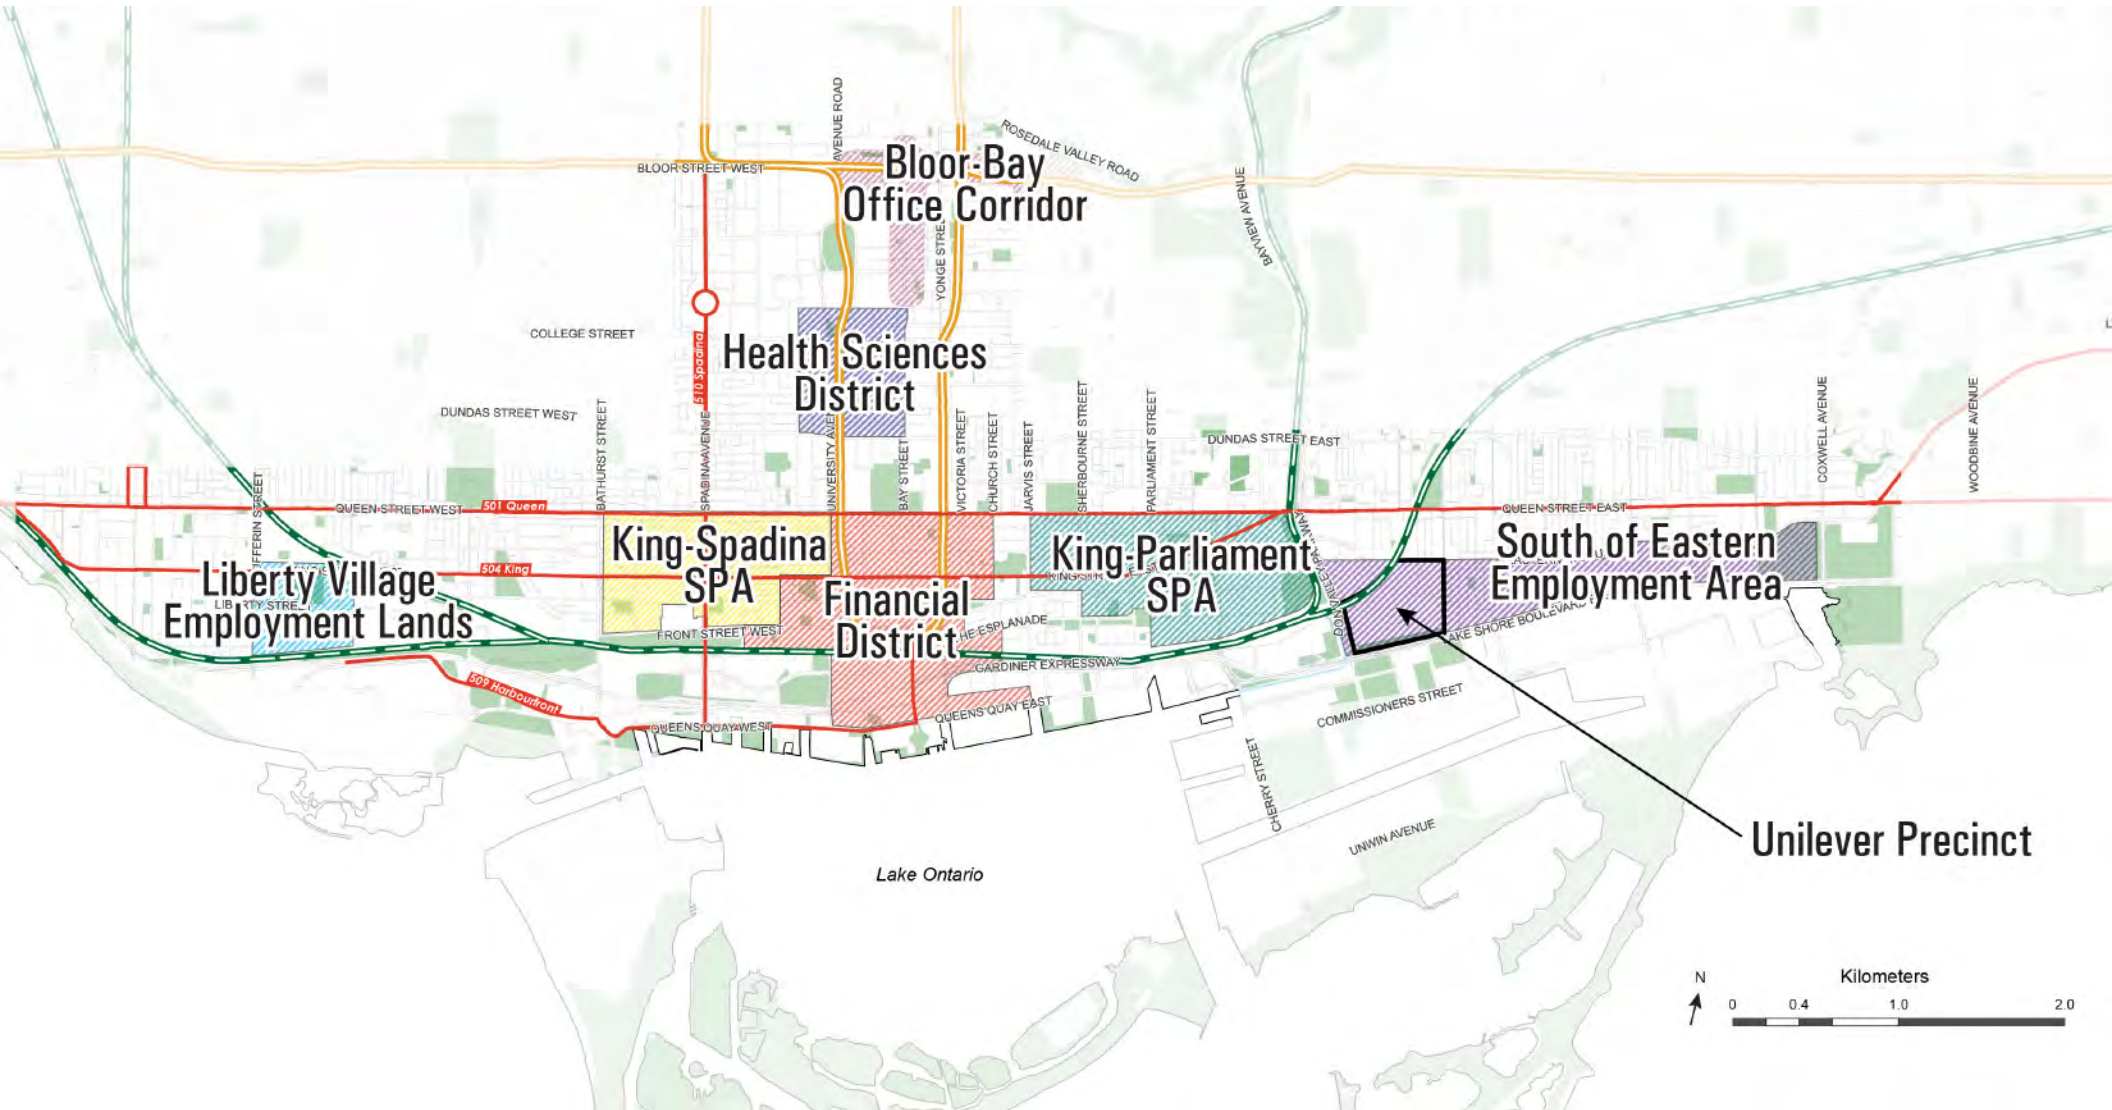 AVENUE ROAD
ROSEDALE VALLEY ROAD
BLOOR STREET WEST
Bloor-Bay
Office Corridor
BAYVIEW AVENUE
YONGE STREE
COLLEGE STREET
510 Spadina
Health Sciences
District
DUNDAS STREET WEST
BATHURST STREET
SPADINA AVENUE
UNIVERSITY AVEN
BAY STREET
VICTORIA STREET
CHURCH STREET
JARVIS STREET
SHERBOURNE STREET
PARLIAMENT STREET
DUNDAS STREET EAST
COXWELL AVENUE
WOODBINE AVENUE
FFERIN STREET
QUEEN STREET WEST
501 Queen
QUEEN STREET EAST
King-Spadina
SPA
King-Parliament
SPA
South of Eastern
Employment Area
504 King
Liberty Village
Employment Lands
Financial
District
FRONT STREET WEST
HE ESPLANADE
AKE SHORE BOULEVARD
GARDINER EXPRESSWAY
509 Harbourfront
QUEENS QUAY WEST
QUEENS QUAY EAST
COMMISSIONERS STREET
CHERRY STREET
UNWIN AVENUE
Unilever Precinct
Lake Ontario
N
Kilometers
0 0.4 1.0 2.0